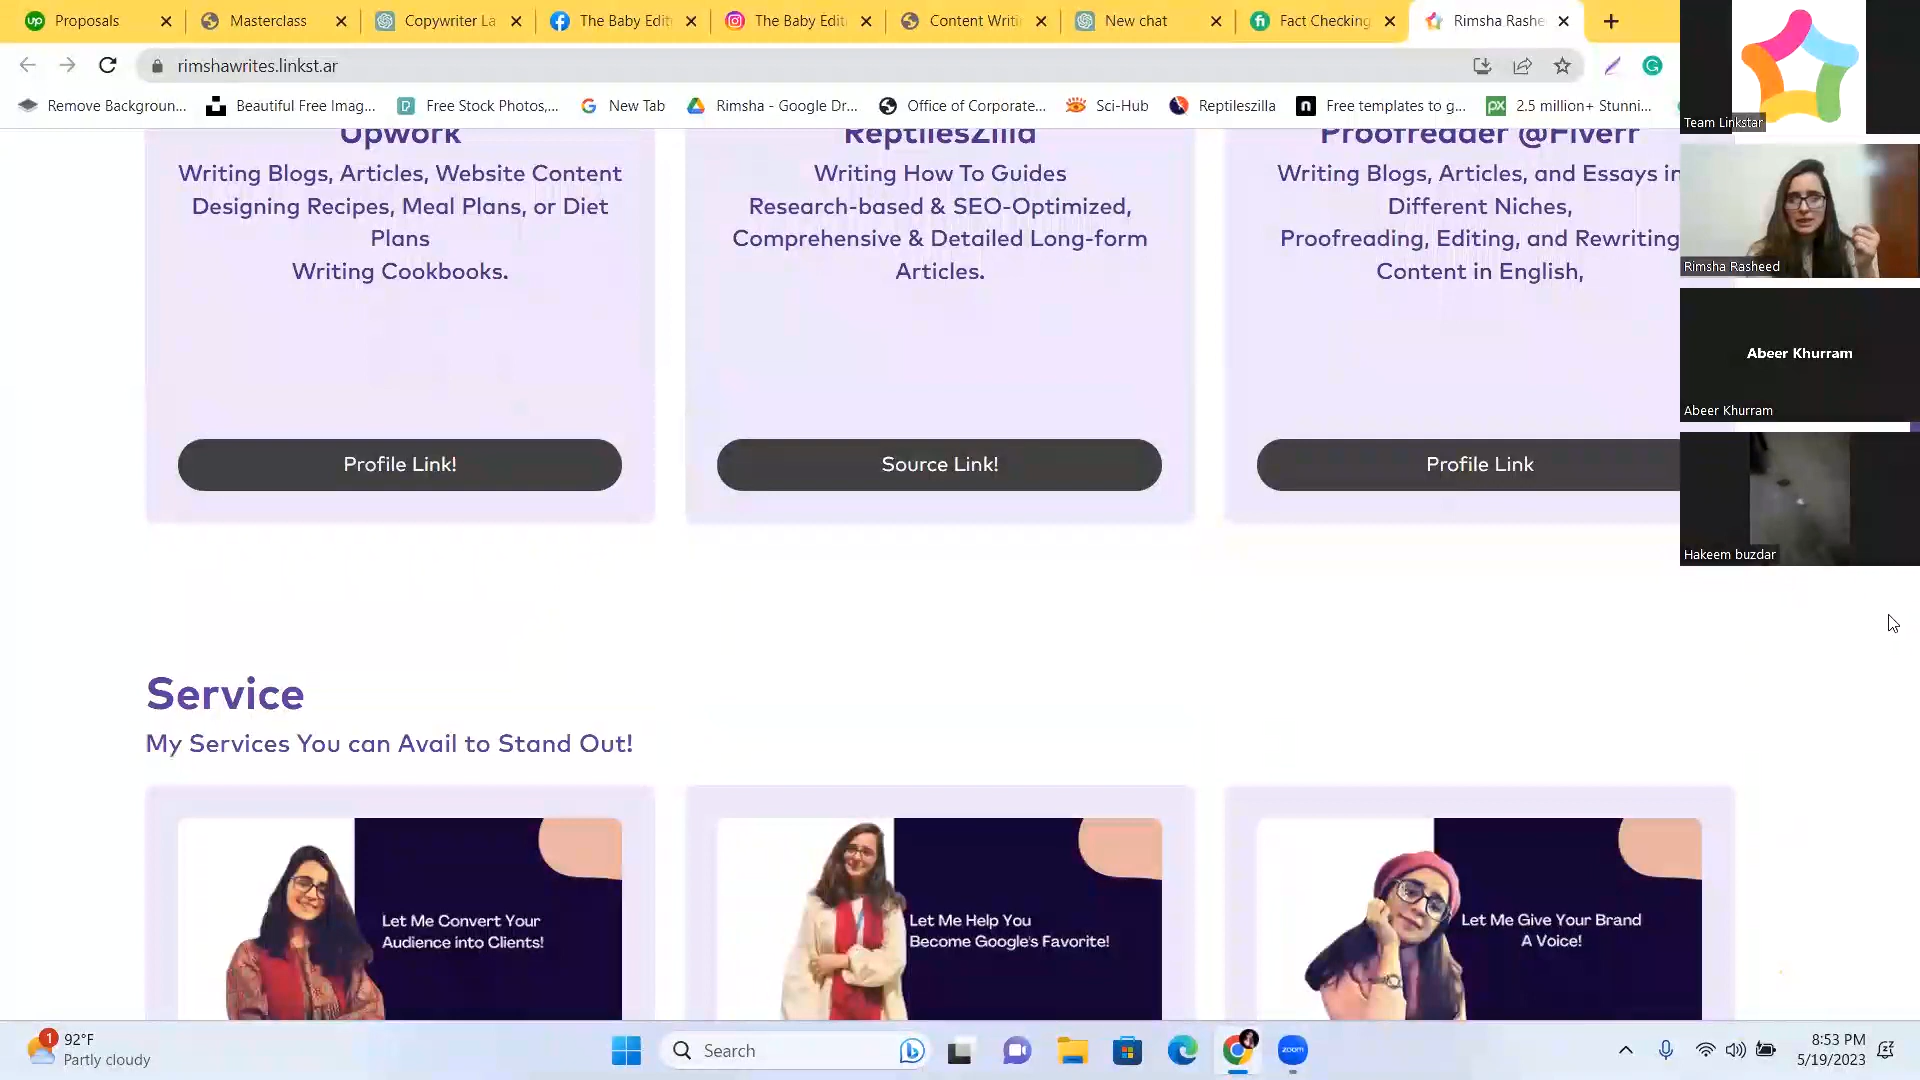 Proposals
Masterclass
Copywriter La
The Baby Edit
The Baby Edit
Content Writi
New chat
Fact Checking
Rimsha Rashe
rimshawrites.linkst.ar
Remove Backgroun...
Beautiful Free Imag...
Free Stock Photos,...
New Tab
Rimsha - Google Dr...
Office of Corporate...
Sci-Hub
Reptileszilla
Free templates to g...
2.5 million+ Stunni...
Team Linkstar
Rimsha Rasheed
Abeer Khurram
Abeer Khurram
Hakeem buzdar
Upwork
Writing Blogs, Articles, Website Content
Designing Recipes, Meal Plans, or Diet
Plans
Writing Cookbooks.
Profile Link!
ReptilesZilla
Writing How To Guides
Research-based & SEO-Optimized,
Comprehensive & Detailed Long-form
Articles.
Source Link!
Proofreader @Fiverr
Writing Blogs, Articles, and Essays in
Different Niches,
Proofreading, Editing, and Rewriting
Content in English,
Profile Link
Service
My Services You can Avail to Stand Out!
Let Me Convert Your
Audience into Clients!
Let Me Help You
Become Google's Favorite!
Let Me Give Your Brand
A Voice!
1
92°F
Partly cloudy
Search
zoom
8:53 PM
5/19/2023